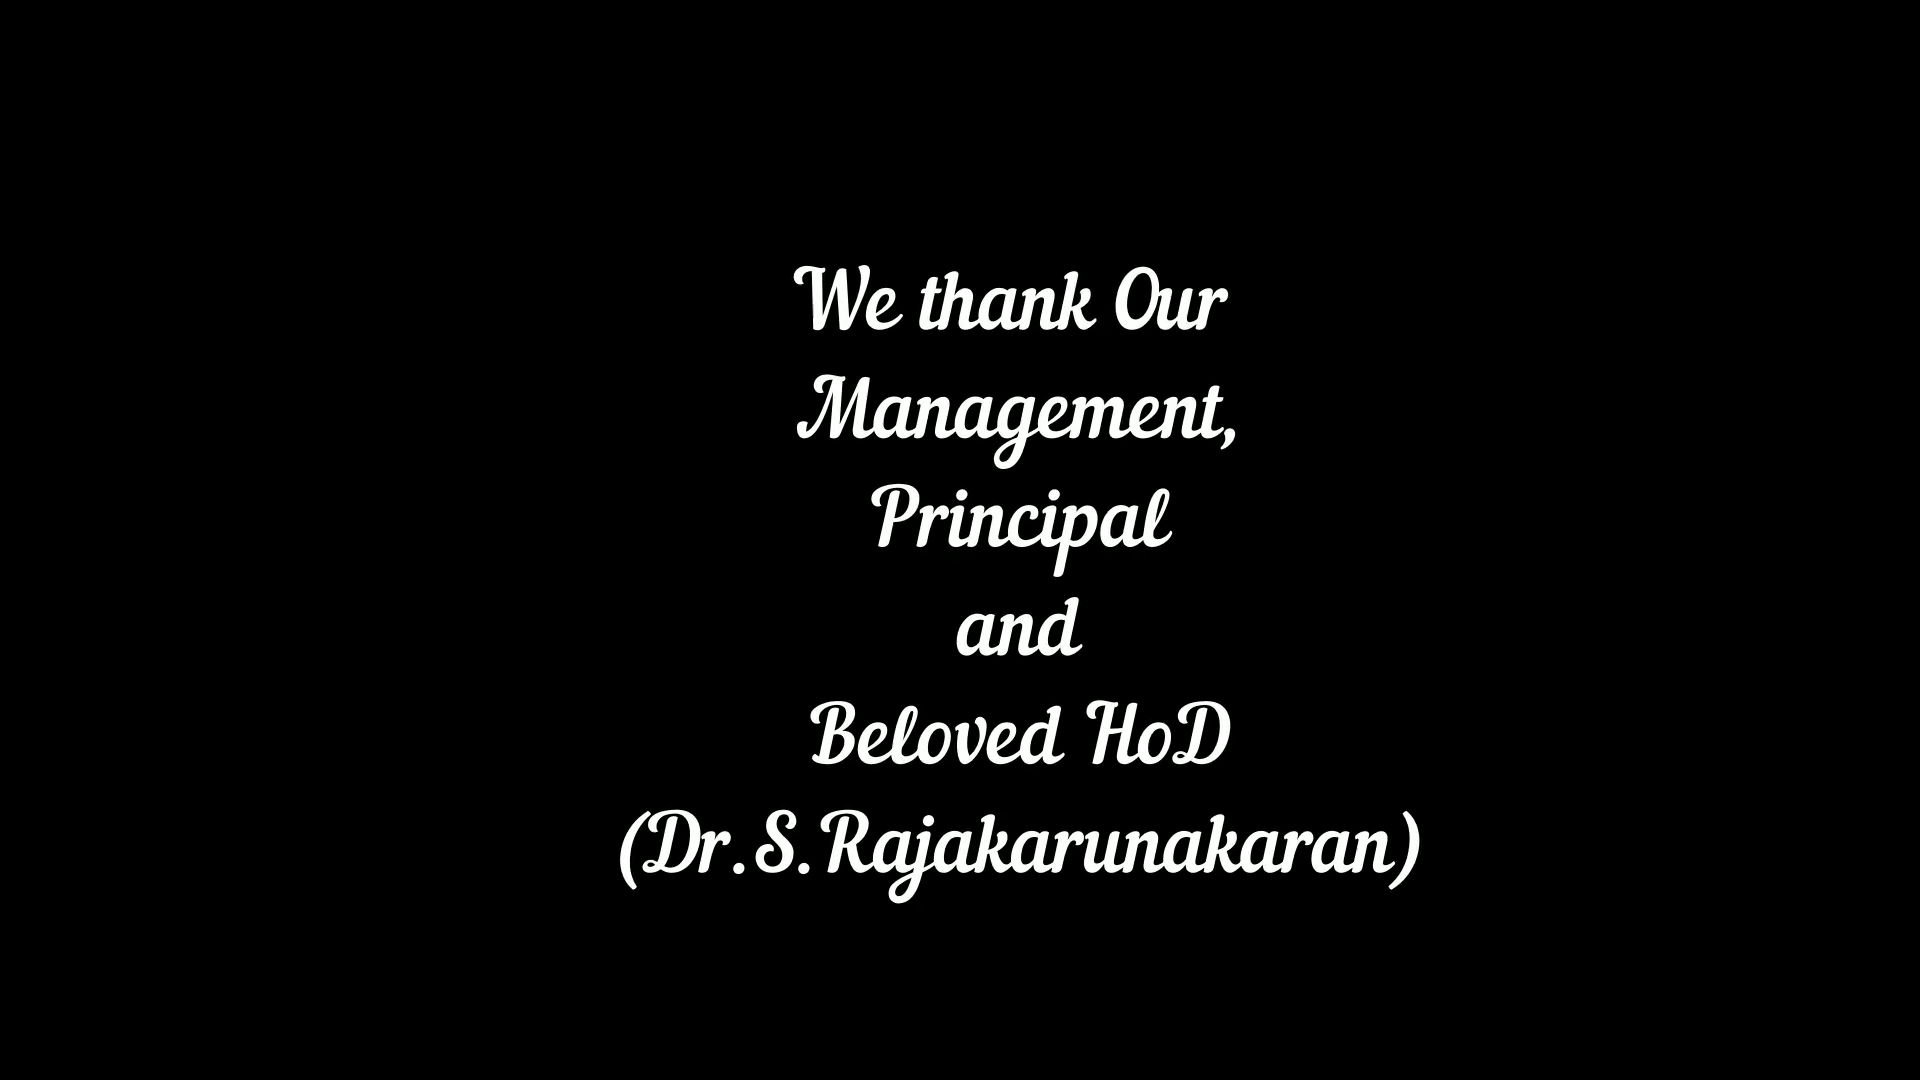 We thank Our
Management,
Principal
and
Beloved HoD
(Dr.S.Rajakarunakaran)